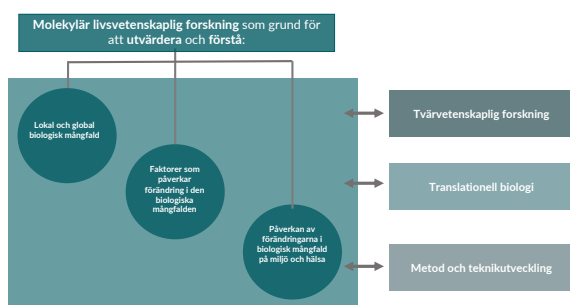 Molekylär livsvetenskaplig forskning som grund för
att utvärdera och förstå:
Lokal och global
biologisk mångfald
Faktorer som
påverkar
förändring i den
biologiska
mångfalden
Påverkan av
förändringarna i
biologisk mångfald
på miljö och hälsa
Tvärvetenskaplig forskning
Translationell biologi
Metod och teknikutveckling